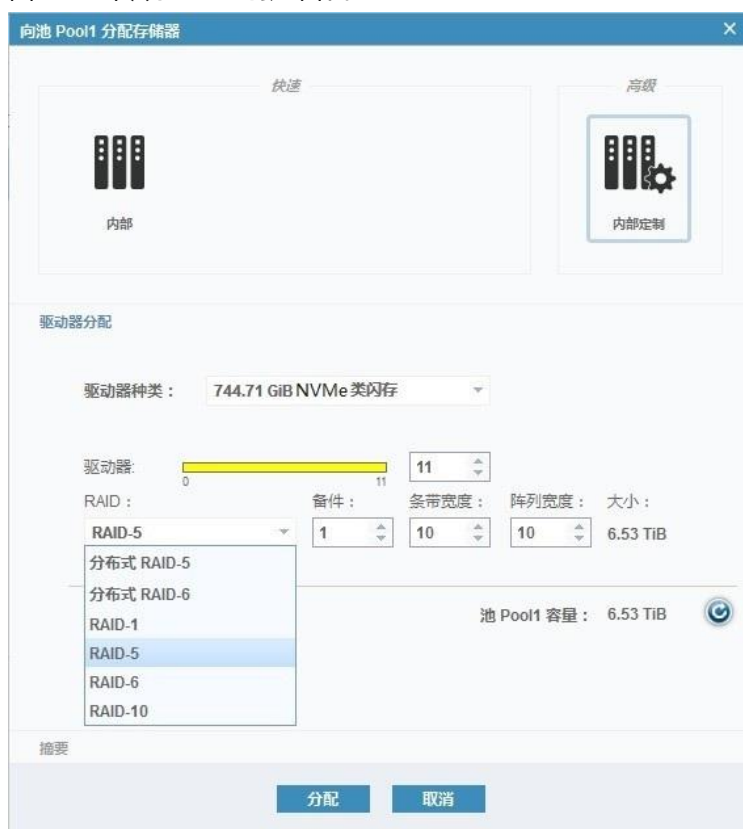 向池 Pool1 分配存储器
快速
高级
内部
内部定制
驱动器分配
驱动器种类： 744.71 GiB NVMe 类闪存
驱动器: 0 11 11
RAID： 备件： 条带宽度： 阵列宽度： 大小：
RAID-5 1 10 10 6.53 TiB
分布式 RAID-5
分布式 RAID-6
RAID-1
RAID-5
RAID-6
RAID-10
池 Pool1 容量： 6.53 TiB
摘要
分配 取消